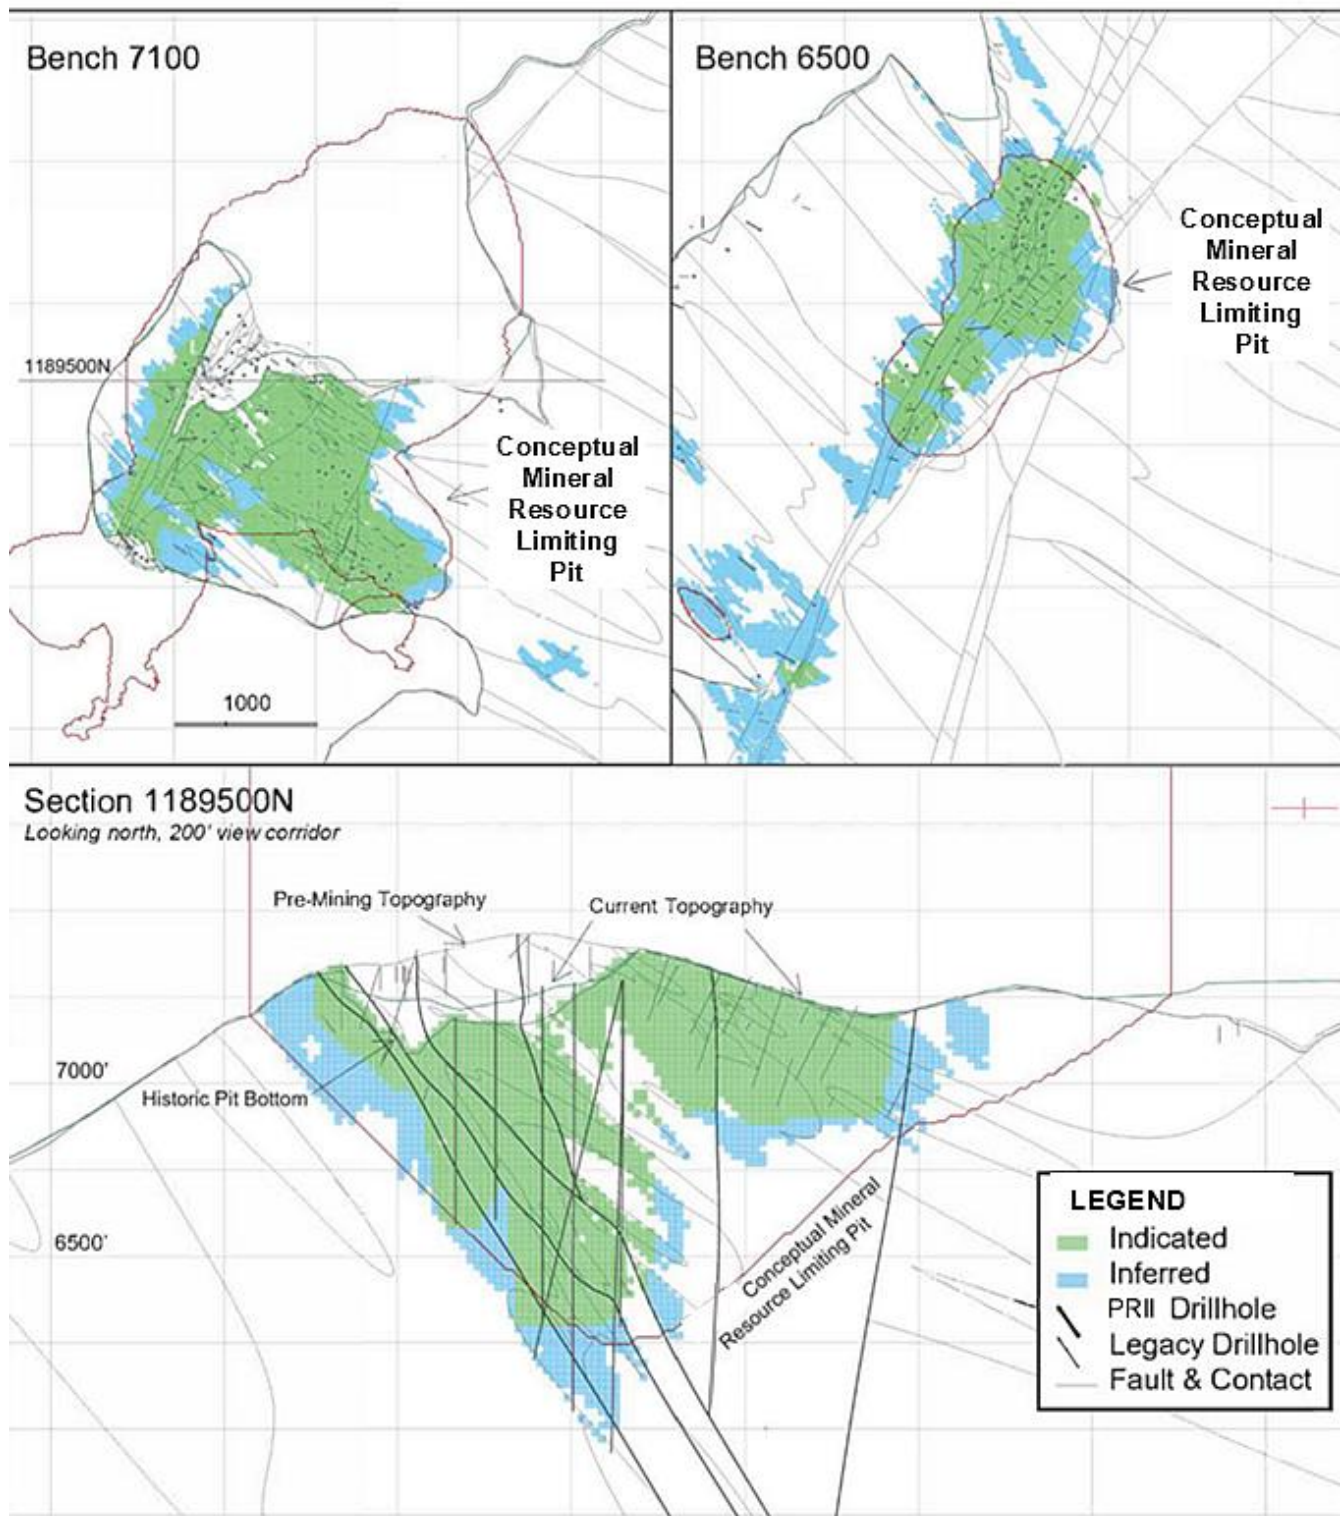 Bench 7100
1189500N
Conceptual
Mineral
Resource
Limiting
Pit
1000
Bench 6500
Conceptual
Mineral
Resource
Limiting
Pit
Section 1189500N
Looking north, 200' view corridor
Pre-Mining Topography
Current Topography
7000'
Historic Pit Bottom
6500'
Conceptual Mineral
Resource Limiting Pit
LEGEND
Indicated
Inferred
PRII Drillhole
Legacy Drillhole
Fault & Contact